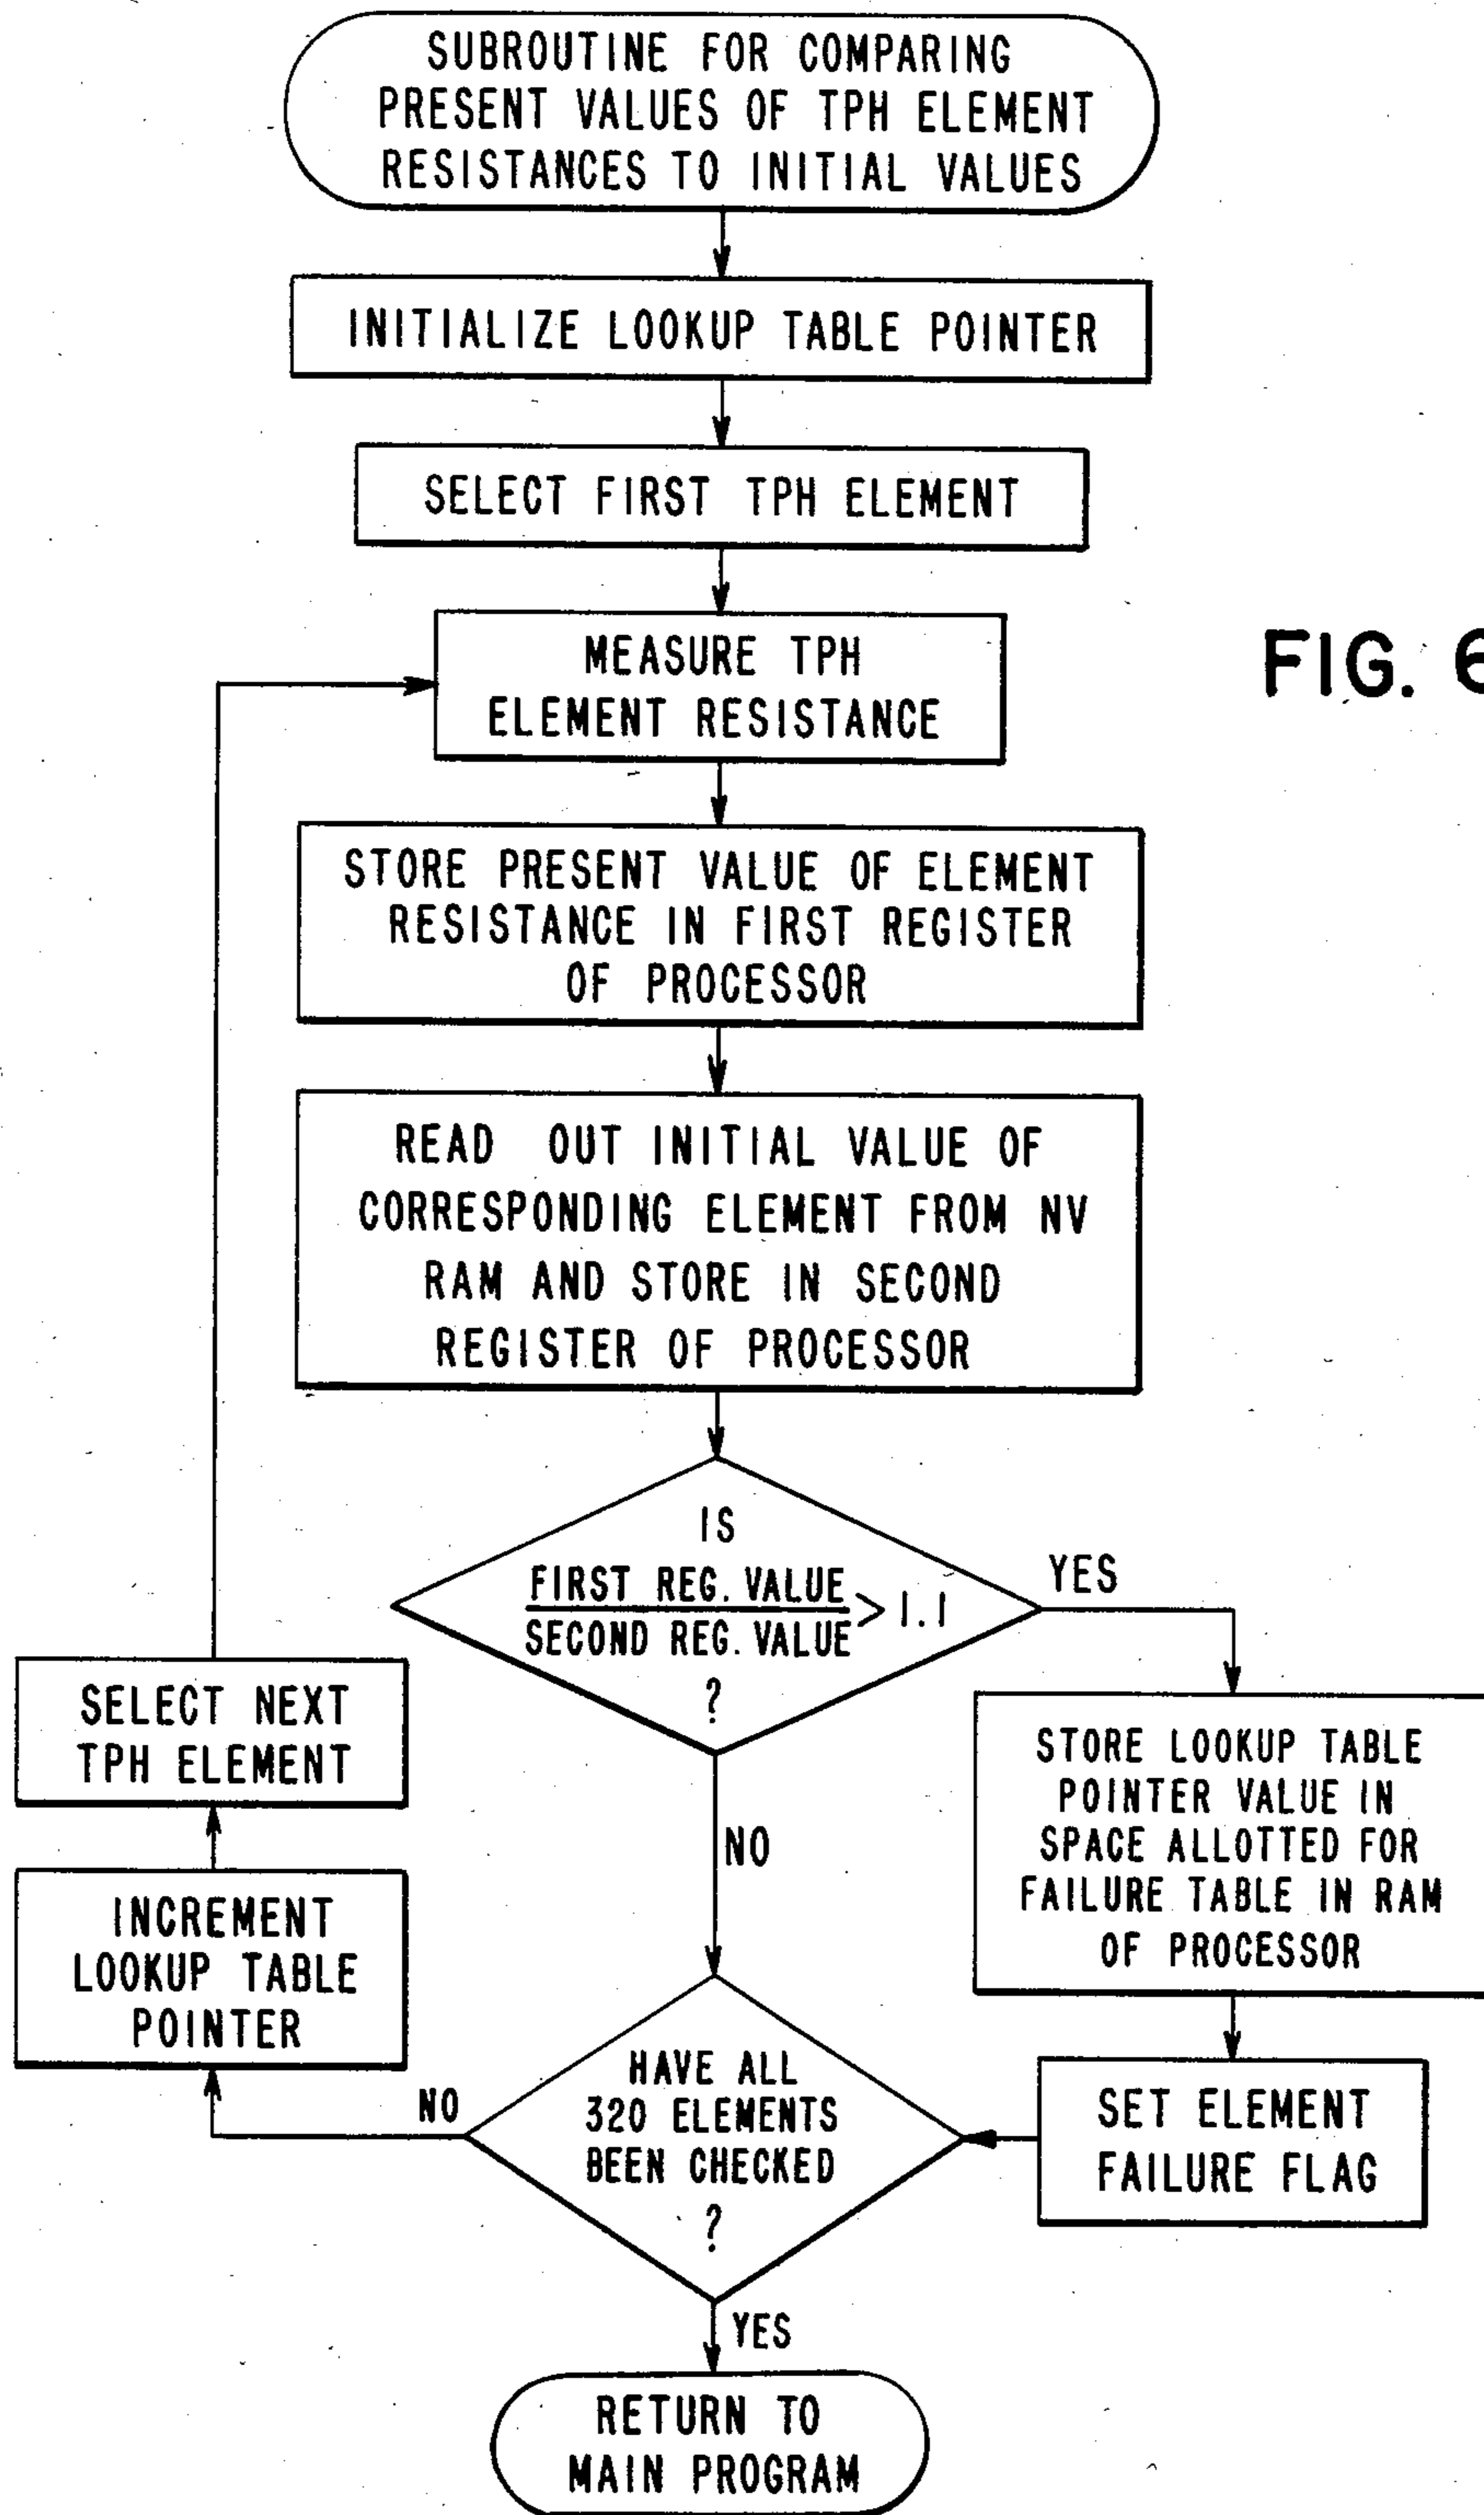 SUBROUTINE FOR COMPARING
PRESENT VALUES OF TPH ELEMENT
RESISTANCES TO INITIAL VALUES
INITIALIZE LOOKUP TABLE POINTER
SELECT FIRST TPH ELEMENT
MEASURE TPH
ELEMENT RESISTANCE
FIG. 6
STORE PRESENT VALUE OF ELEMENT
RESISTANCE IN FIRST REGISTER
OF PROCESSOR
READ OUT INITIAL VALUE OF
CORRESPONDING ELEMENT FROM NV
RAM AND STORE IN SECOND
REGISTER OF PROCESSOR
IS
FIRST REG. VALUE
SECOND REG. VALUE > 1.1
?
YES
NO
STORE LOOKUP TABLE
POINTER VALUE IN
SPACE ALLOTTED FOR
FAILURE TABLE IN RAM
OF PROCESSOR
SET ELEMENT
FAILURE FLAG
HAVE ALL
320 ELEMENTS
BEEN CHECKED
?
NO
INCREMENT
LOOKUP TABLE
POINTER
SELECT NEXT
TPH ELEMENT
YES
RETURN TO
MAIN PROGRAM